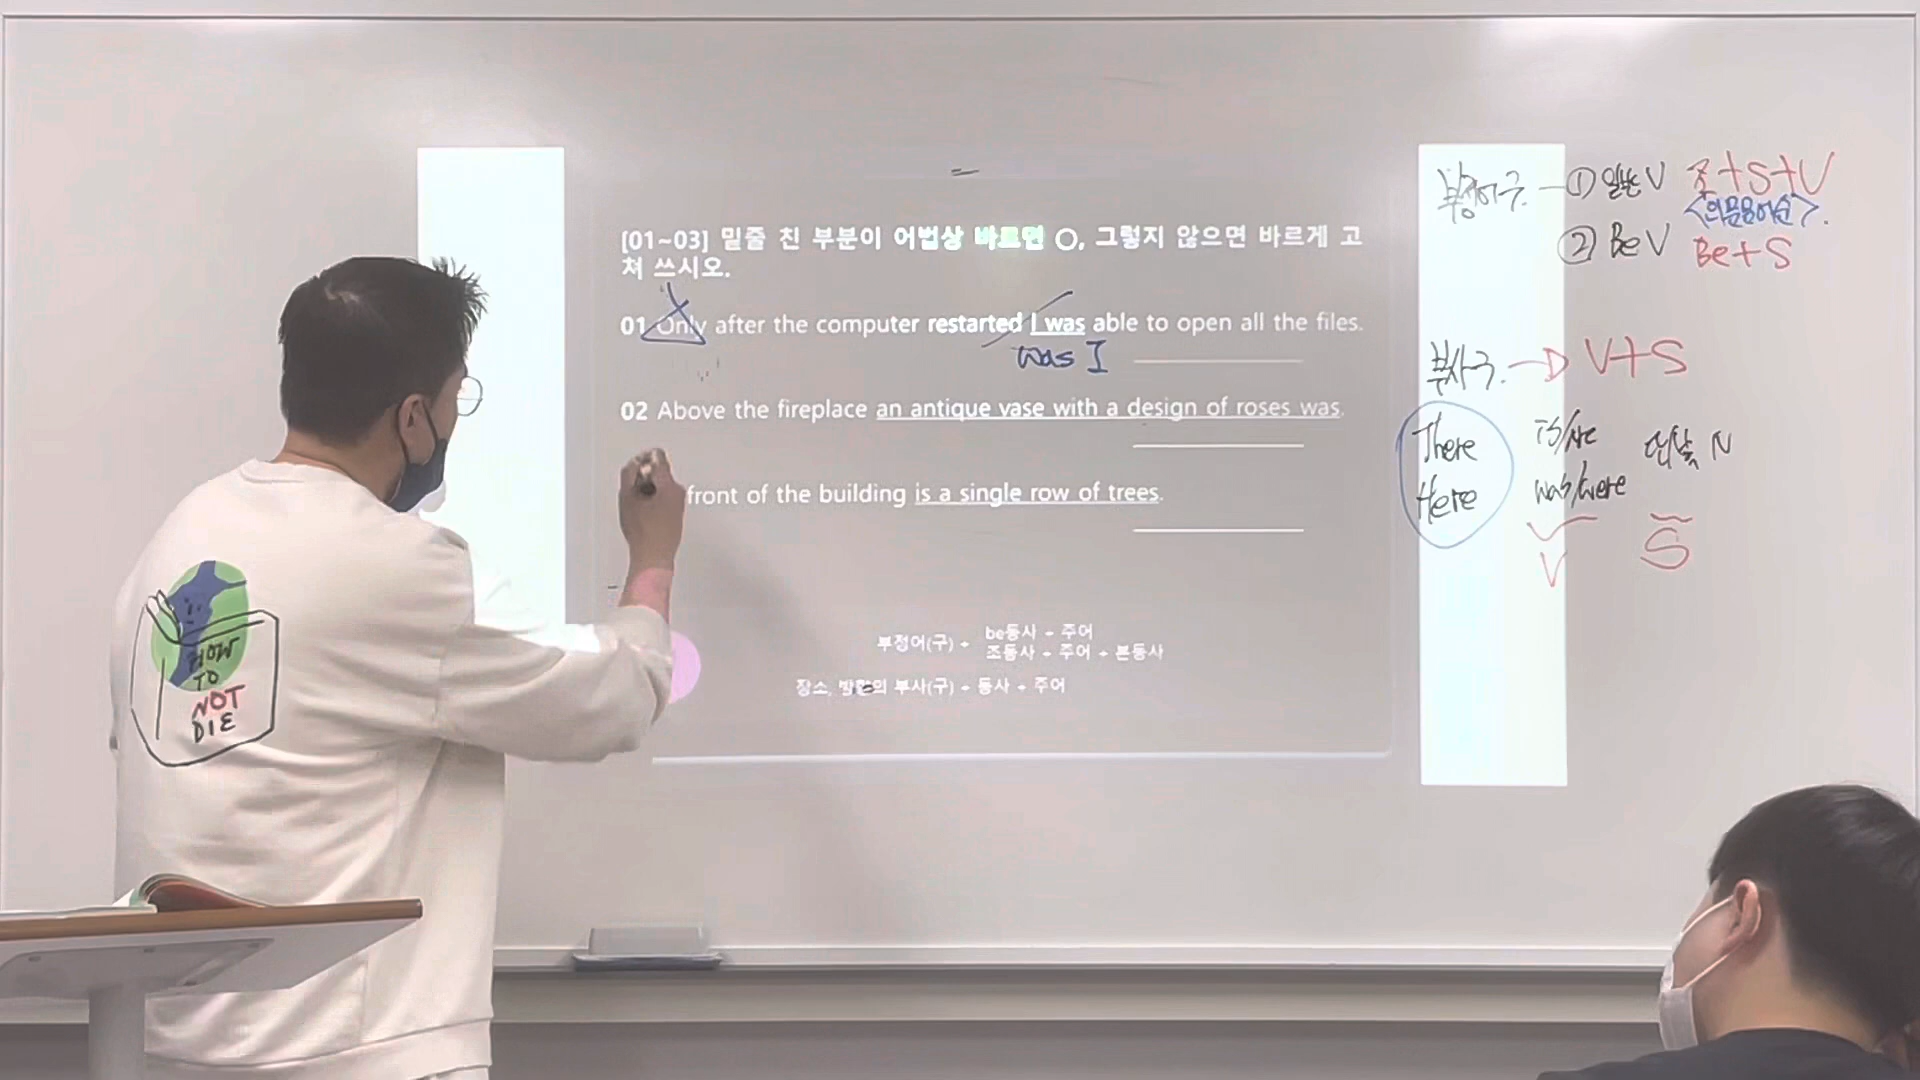 [01~03] 밑줄 친 부분이 어법상 바르면 O, 그렇지 않으면 바르게 고
쳐 쓰시오.
01 Only after the computer restarted I was able to open all the files.
was I
02 Above the fireplace an antique vase with a design of roses was.
front of the building is a single row of trees.
부정어(구) + be동사 + 주어
조동사 + 주어 + 본동사
장소, 방향의 부사(구) + 동사 + 주어
부정어구 ① 일반V 조+S+V
<의문문어순>
② Be V Be+S
부사구 → V+S
There is/are 단/복 N
Here was/were
V S
HOW
TO
NOT
DIE